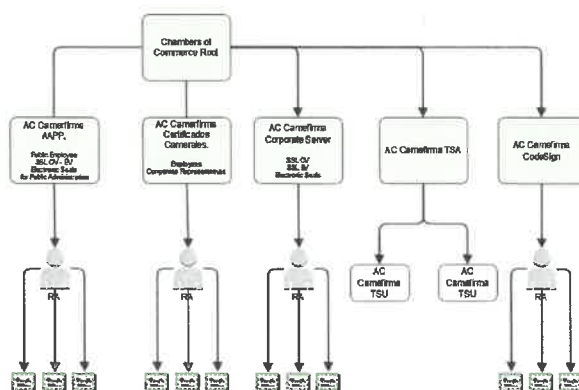 Chambers of
Commerce Root
AC Camerfirma
AAPP.
Public Employee
SSL OV - EV
Electronic Seals
for Public Administration
AC Camerfirma
Certificados
Camerales.
Employees
Corporate Representatives
AC Camerfirma
Corporate Server
SSL OV
SSL EV
Electronic Seals
AC Camerfirma TSA
AC Camerfirma
CodeSign
RA
RA
RA
AC
Camerfirma
TSU
AC
Camerfirma
TSU
RA